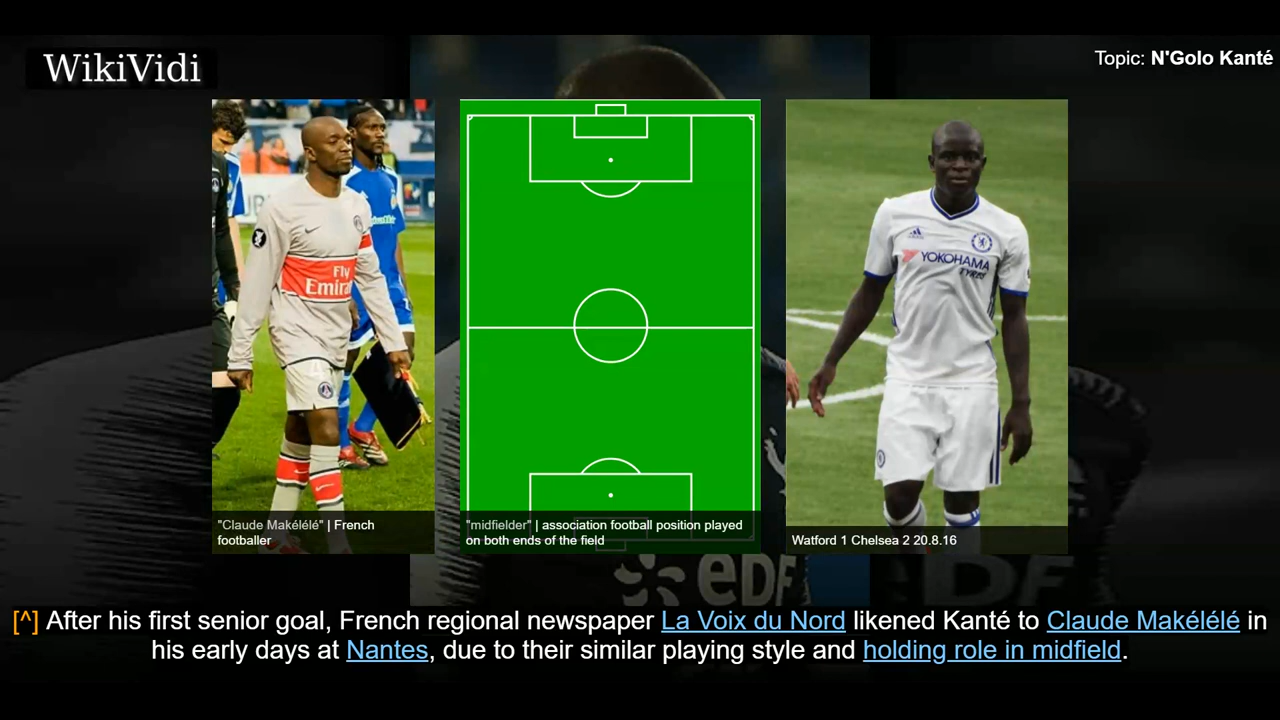 WikiVidi
Topic: N'Golo Kanté
Fly
Emira
YOKOHAMA
TYRES
"Claude Makélélé" | French
footballer
"midfielder" | association football position played
on both ends of the field
Watford 1 Chelsea 2 20.8.16
eDF
[^] After his first senior goal, French regional newspaper La Voix du Nord likened Kanté to Claude Makélélé in
his early days at Nantes, due to their similar playing style and holding role in midfield.